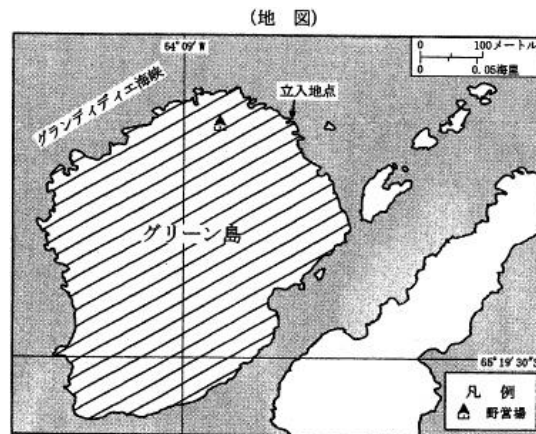 (地 図)
64°09′W
0 100メートル
0 0.05海里
グランディディエ海峡
立入地点
グリーン島
65°19′30″S
凡 例
野営場